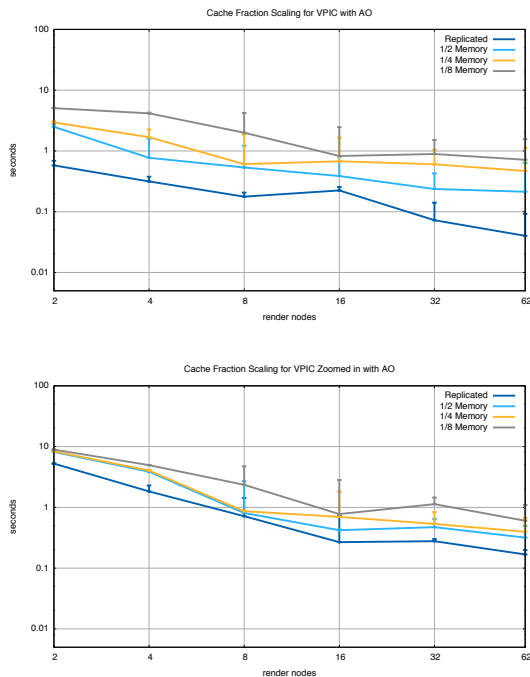 Cache Fraction Scaling for VPIC with AO
100
10
1
0.1
0.01
seconds
Replicated
1/2 Memory
1/4 Memory
1/8 Memory
2 4 8 16 32 62
render nodes
Cache Fraction Scaling for VPIC Zoomed in with AO
100
10
1
0.1
0.01
seconds
Replicated
1/2 Memory
1/4 Memory
1/8 Memory
2 4 8 16 32 62
render nodes